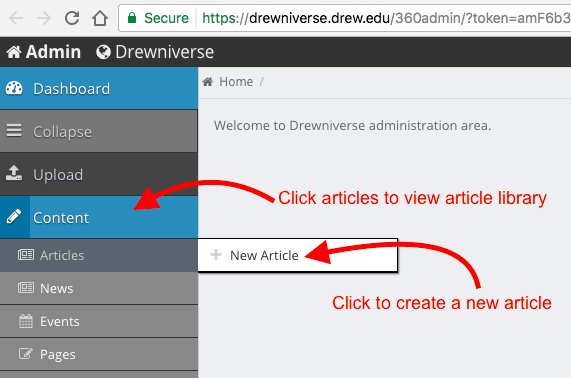 Secure https://drewniverse.drew.edu/360admin/?token=amF6b3
Admin Drewniverse
Dashboard
Home /
Collapse
Welcome to Drewniverse administration area.
Upload
Click articles to view article library
Content
Articles
New Article
News
Click to create a new article
Events
Pages